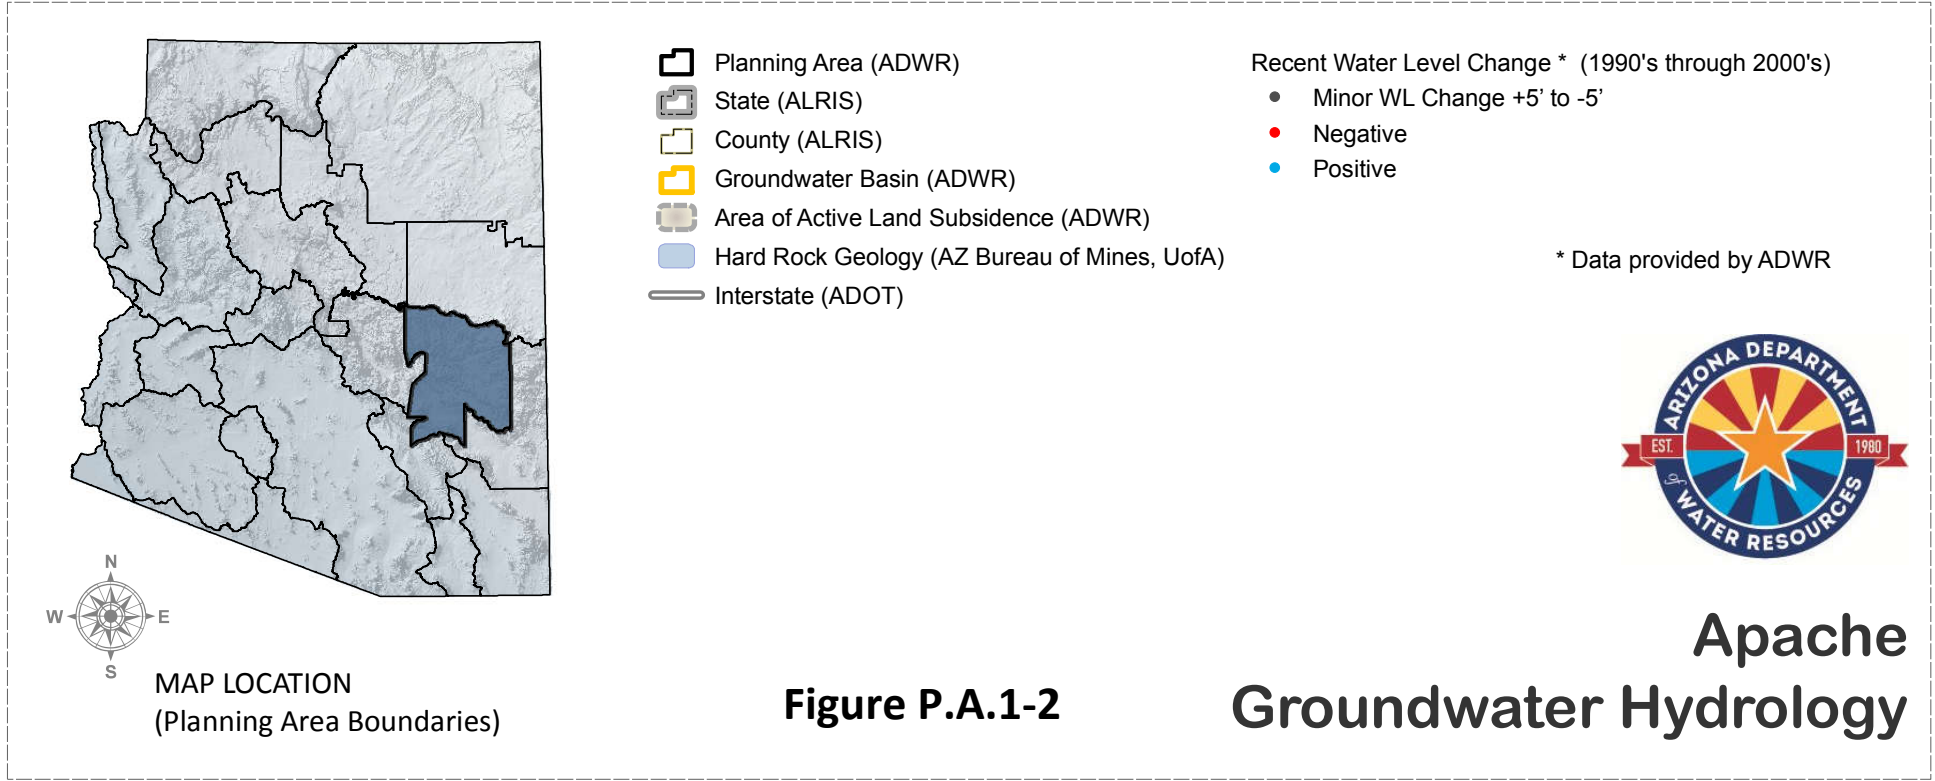 Planning Area (ADWR)
State (ALRIS)
County (ALRIS)
Groundwater Basin (ADWR)
Area of Active Land Subsidence (ADWR)
Hard Rock Geology (AZ Bureau of Mines, UofA)
Interstate (ADOT)
Recent Water Level Change * (1990's through 2000's)
Minor WL Change +5’ to -5’
Negative
Positive
* Data provided by ADWR
ARIZONA DEPARTMENT
EST. 1980
of WATER RESOURCES
N
W E
S
MAP LOCATION
(Planning Area Boundaries)
Figure P.A.1-2
Apache
Groundwater Hydrology